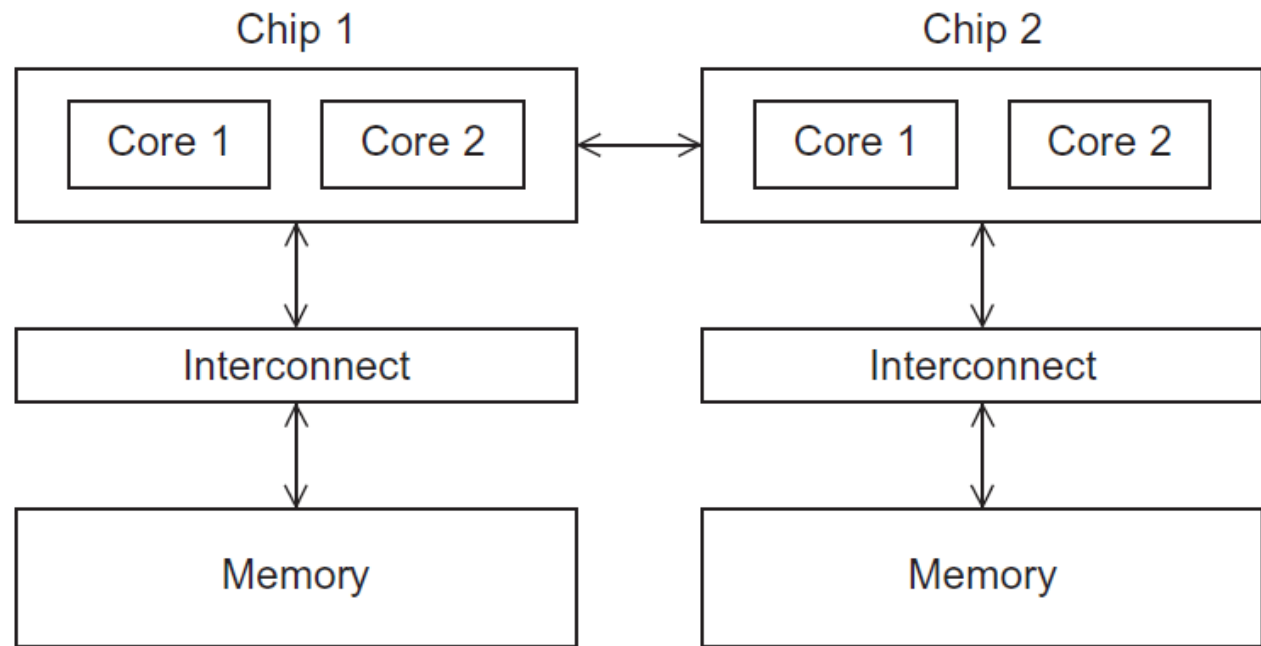 Chip 1
Chip 2
Core 1
Core 2
Core 1
Core 2
Interconnect
Interconnect
Memory
Memory